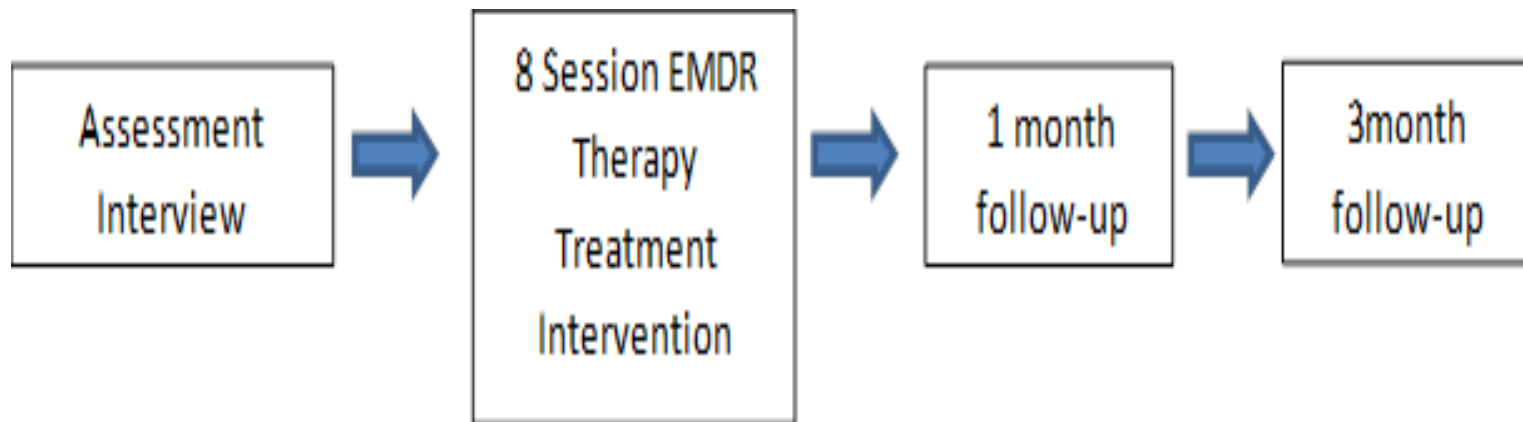 Assessment
Interview
8 Session EMDR
Therapy
Treatment
Intervention
1 month
follow-up
3month
follow-up